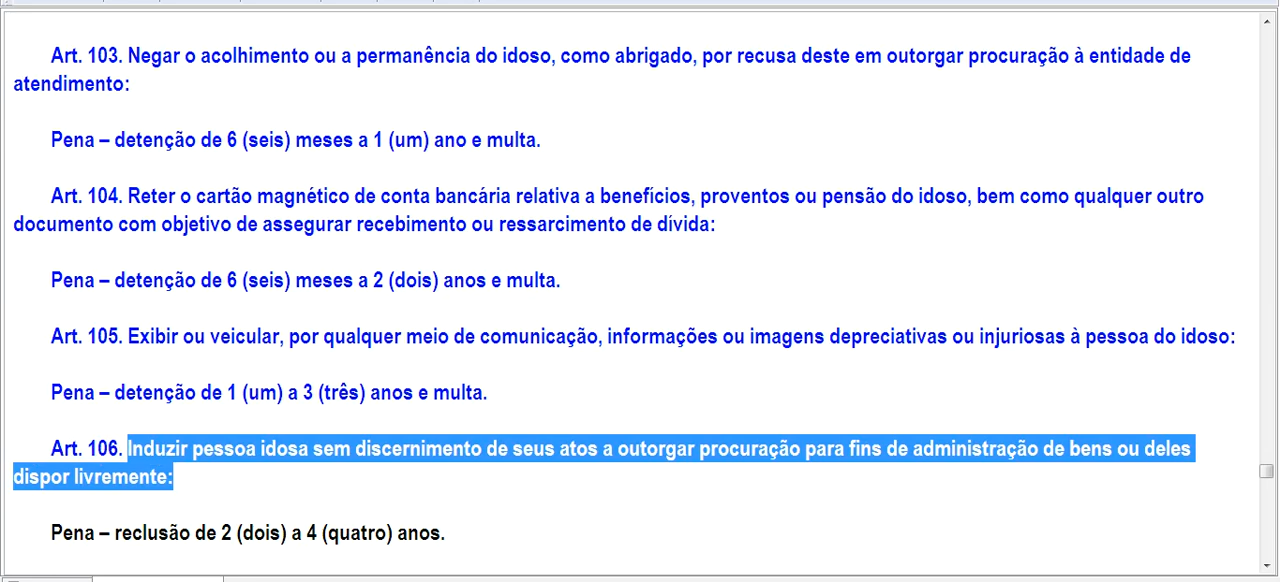 Art. 103. Negar o acolhimento ou a permanência do idoso, como abrigado, por recusa deste em outorgar procuração à entidade de
atendimento:
Pena – detenção de 6 (seis) meses a 1 (um) ano e multa.
Art. 104. Reter o cartão magnético de conta bancária relativa a benefícios, proventos ou pensão do idoso, bem como qualquer outro
documento com objetivo de assegurar recebimento ou ressarcimento de dívida:
Pena – detenção de 6 (seis) meses a 2 (dois) anos e multa.
Art. 105. Exibir ou veicular, por qualquer meio de comunicação, informações ou imagens depreciativas ou injuriosas à pessoa do idoso:
Pena – detenção de 1 (um) a 3 (três) anos e multa.
Art. 106. Induzir pessoa idosa sem discernimento de seus atos a outorgar procuração para fins de administração de bens ou deles
dispor livremente:
Pena – reclusão de 2 (dois) a 4 (quatro) anos.